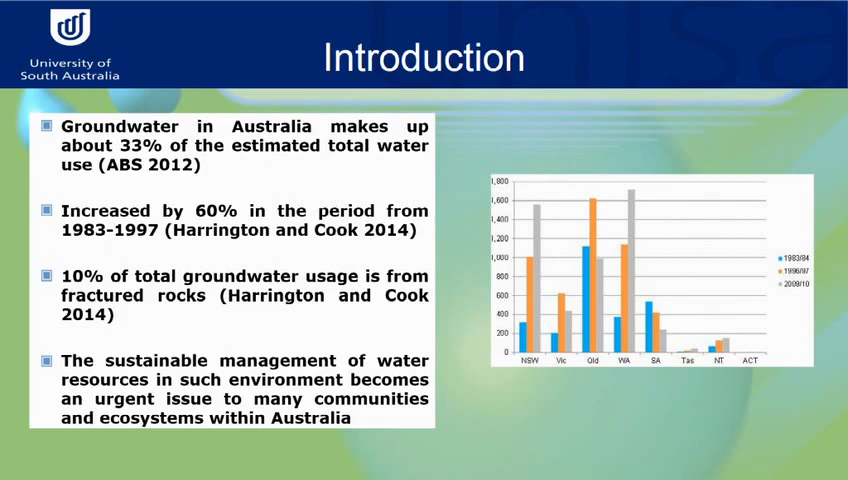 University of
South Australia
Introduction
Groundwater in Australia makes up
about 33% of the estimated total water
use (ABS 2012)
Increased by 60% in the period from
1983-1997 (Harrington and Cook 2014)
10% of total groundwater usage is from
fractured rocks (Harrington and Cook
2014)
The sustainable management of water
resources in such environment becomes
an urgent issue to many communities
and ecosystems within Australia
1,800
1,600
1,400
1,200
1,000
800
600
400
200
0
NSW Vic Qld WA SA Tas NT ACT
1983/84
1996/97
2009/10